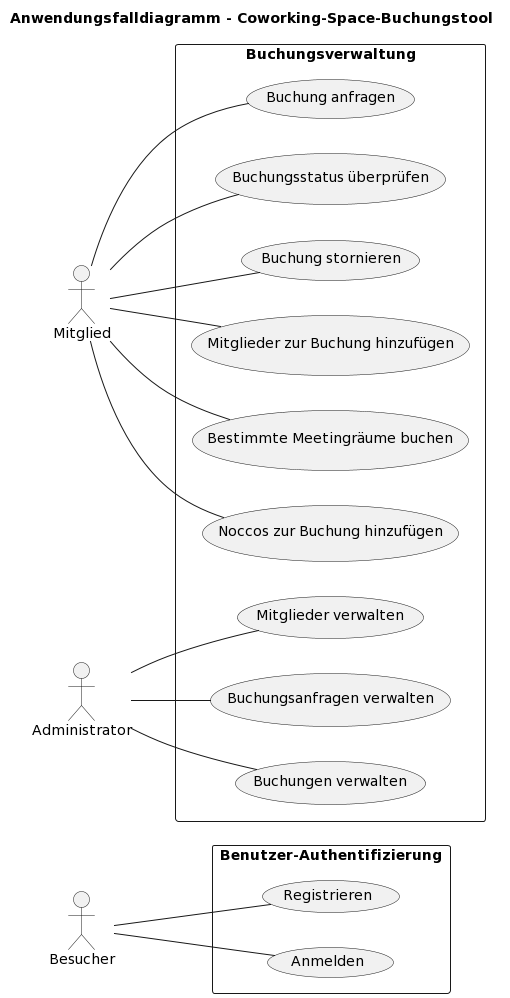 Anwendungsfalldiagramm - Coworking-Space-Buchungstool
Buchungsverwaltung
Buchung anfragen
Buchungsstatus überprüfen
Buchung stornieren
Mitglied
Mitglieder zur Buchung hinzufügen
Bestimmte Meetingräume buchen
Noccos zur Buchung hinzufügen
Mitglieder verwalten
Buchungsanfragen verwalten
Administrator
Buchungen verwalten
Benutzer-Authentifizierung
Registrieren
Besucher
Anmelden